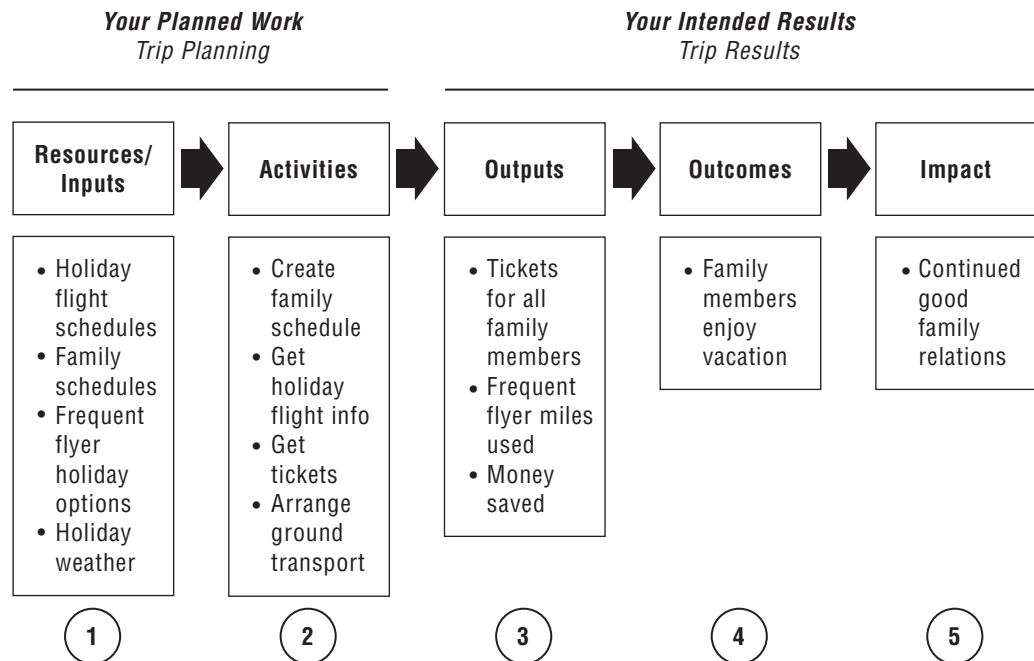 Your Planned Work
Trip Planning
Your Intended Results
Trip Results
Resources/
Inputs
Activities
Outputs
Outcomes
Impact
• Holiday
flight
schedules
• Family
schedules
• Frequent
flyer
holiday
options
• Holiday
weather
• Create
family
schedule
• Get
holiday
flight info
• Get
tickets
• Arrange
ground
transport
• Tickets
for all
family
members
• Frequent
flyer miles
used
• Money
saved
• Family
members
enjoy
vacation
• Continued
good
family
relations
1
2
3
4
5